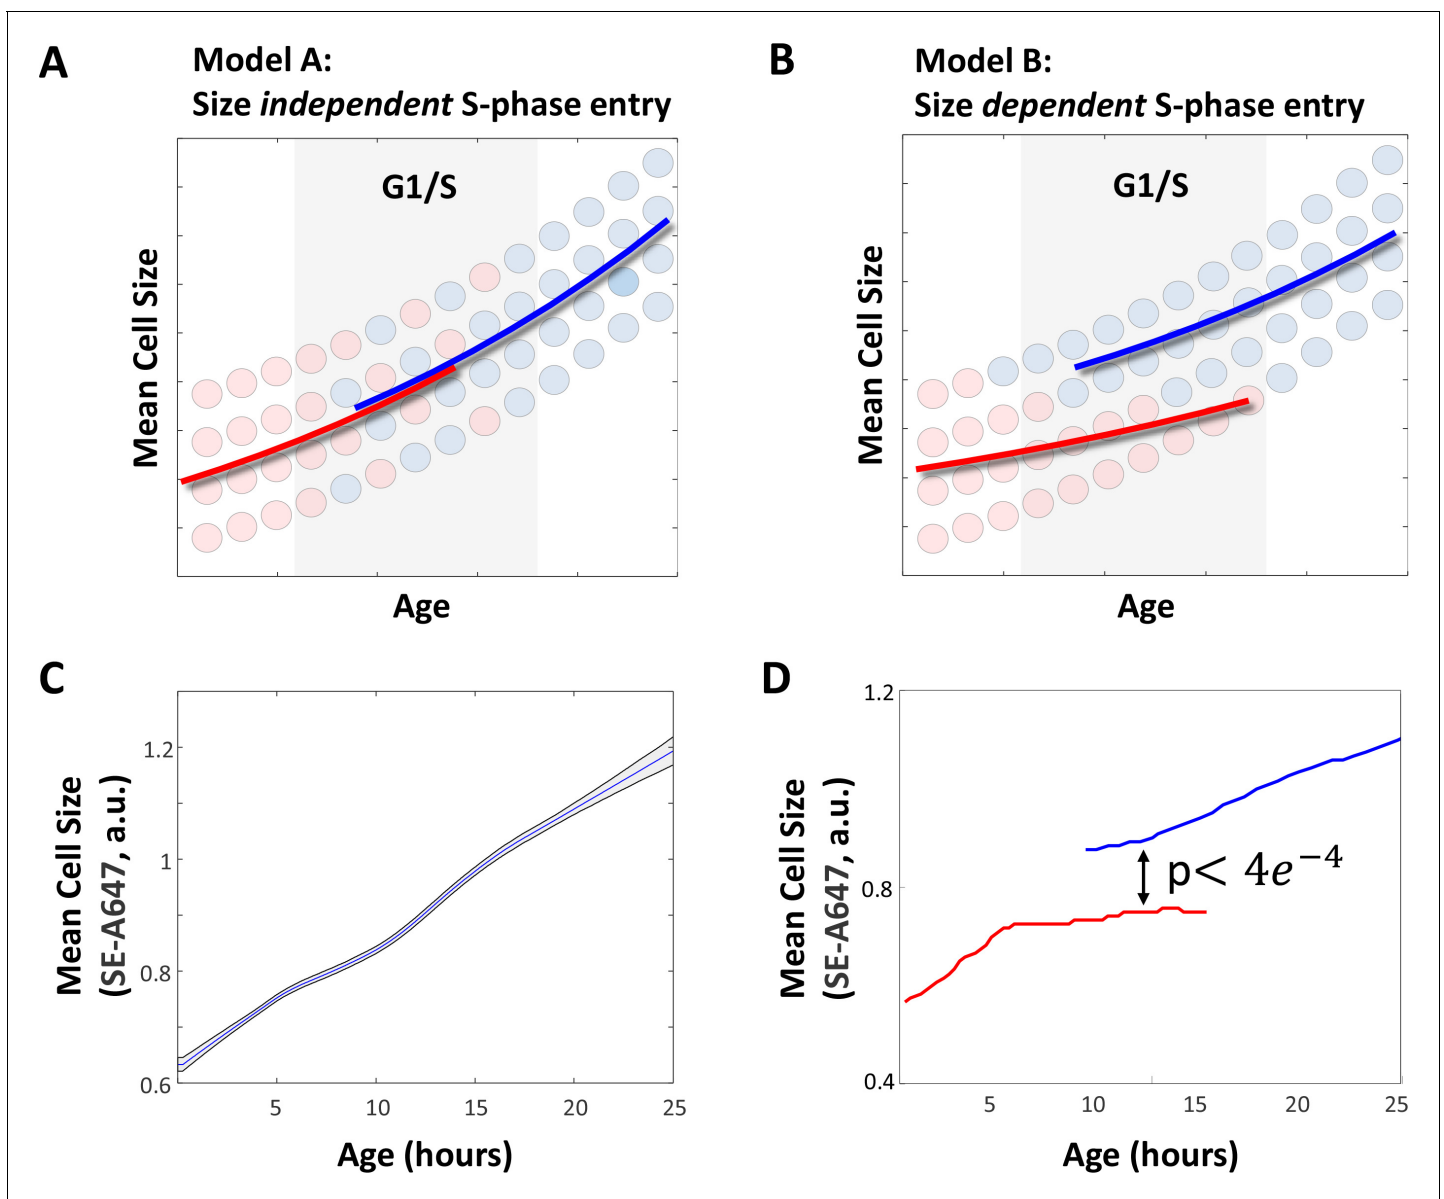 A
Model A:
Size independent S-phase entry
G1/S
Mean Cell Size
Age
B
Model B:
Size dependent S-phase entry
G1/S
Mean Cell Size
Age
C
Mean Cell Size
(SE-A647, a.u.)
1.2
1
0.8
0.6
5 10 15 20 25
Age (hours)
D
Mean Cell Size
(SE-A647, a.u.)
1.2
0.8
0.4
p< 4e⁻⁴
5 10 15 20 25
Age (hours)